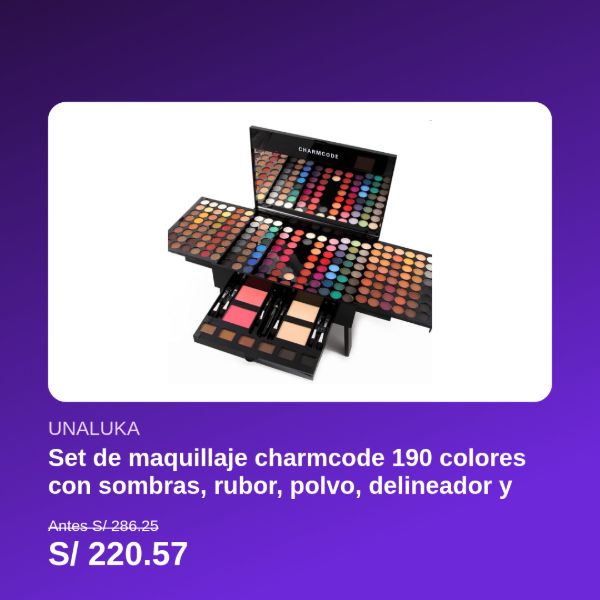 CHARMCODE
UNALUKA
Set de maquillaje charmcode 190 colores
con sombras, rubor, polvo, delineador y
Antes S/ 286.25
S/ 220.57